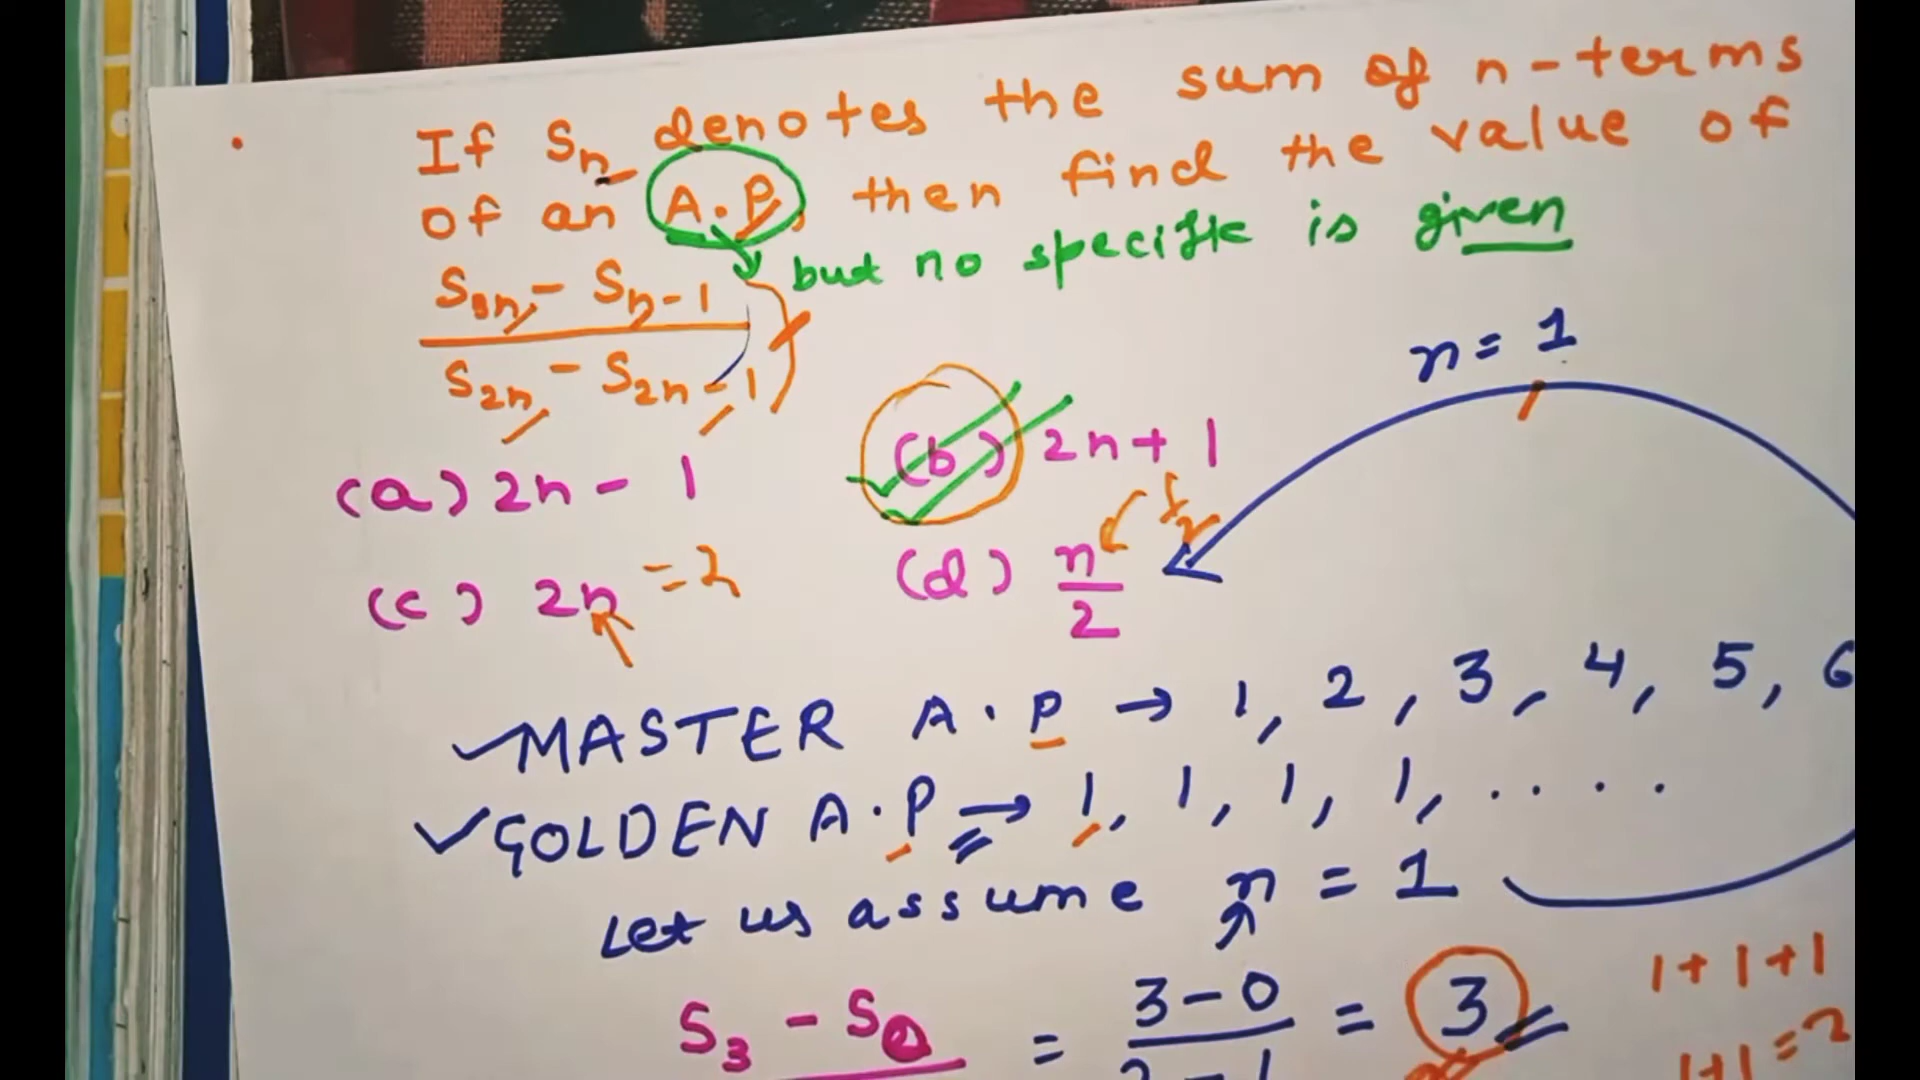 If Sn denotes the sum of n-terms
of an A.P, then find the value of
but no specific is given
S3n - Sn-1
S2n - S2n-1
n = 1
(a) 2n - 1 (b) 2n + 1
(c) 2n = 2 (d) n/2
MASTER A.P → 1, 2, 3, 4, 5, 6
GOLDEN A.P → 1, 1, 1, 1, . . . .
Let us assume n = 1
1+1+1
S3 - S0 = 3-0 = 3
2-1
1+1=2